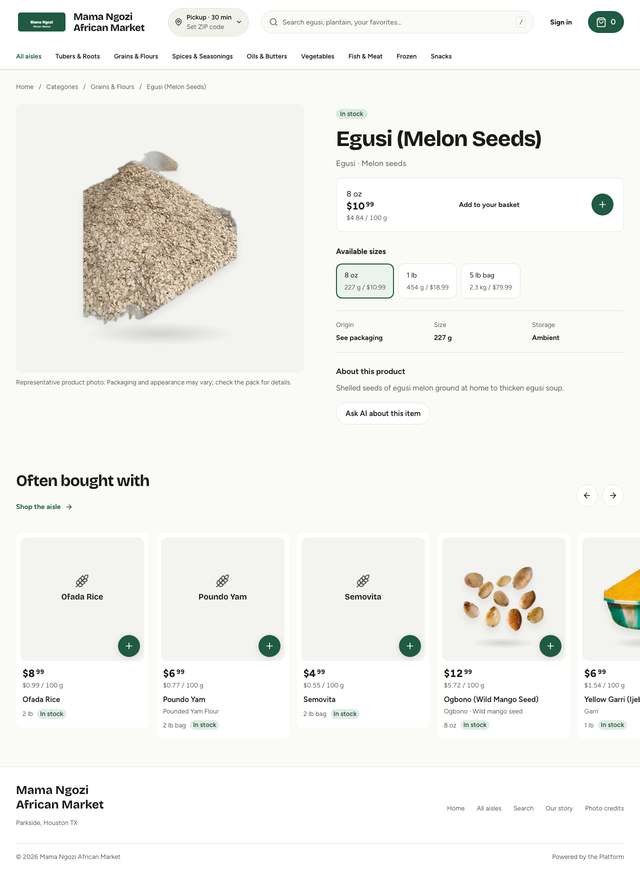 Mama Ngozi
African Market
Mama Ngozi
African Market
Pickup · 30 min
Set ZIP code
Search egusi, plantain, your favorites...
/
Sign in
0
All aisles
Tubers & Roots
Grains & Flours
Spices & Seasonings
Oils & Butters
Vegetables
Fish & Meat
Frozen
Snacks
Home / Categories / Grains & Flours / Egusi (Melon Seeds)
In stock
Egusi (Melon Seeds)
Egusi · Melon seeds
8 oz
$10.99
$4.84 / 100 g
Add to your basket
Available sizes
8 oz
227 g / $10.99
1 lb
454 g / $18.99
5 lb bag
2.3 kg / $79.99
Origin
See packaging
Size
227 g
Storage
Ambient
Representative product photo. Packaging and appearance may vary; check the pack for details.
About this product
Shelled seeds of egusi melon ground at home to thicken egusi soup.
Ask AI about this item
Often bought with
Shop the aisle →
Ofada Rice
$8 99
$0.99 / 100 g
Ofada Rice
2 lb In stock
Poundo Yam
$6 99
$0.77 / 100 g
Poundo Yam
Pounded Yam Flour
2 lb bag In stock
Semovita
$4 99
$0.55 / 100 g
Semovita
2 lb bag In stock
$12 99
$5.72 / 100 g
Ogbono (Wild Mango Seed)
Ogbono · Wild mango seed
8 oz In stock
$6 99
$1.54 / 100 g
Yellow Garri (Ijeb
Garri
1 lb In stock
Mama Ngozi
African Market
Parkside, Houston TX
Home
All aisles
Search
Our story
Photo credits
© 2026 Mama Ngozi African Market
Powered by the Platform